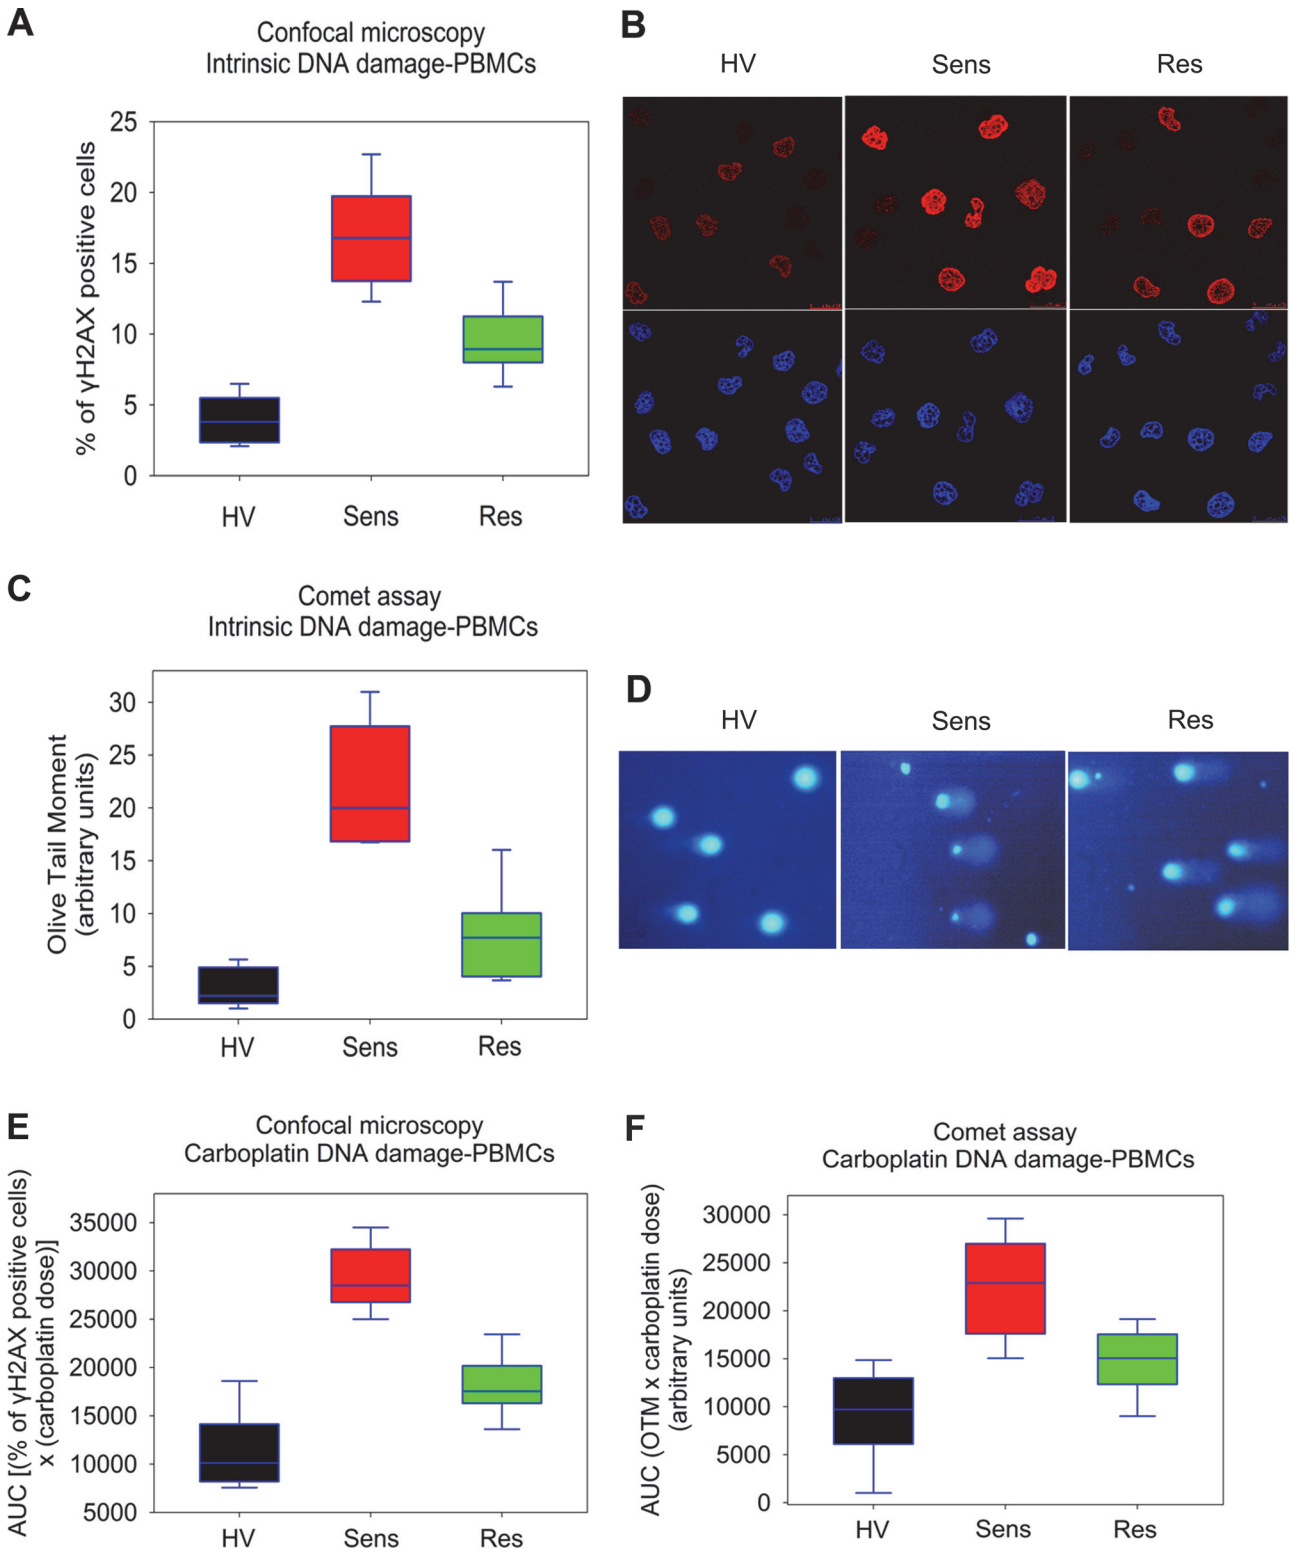 A
Confocal microscopy
Intrinsic DNA damage-PBMCs
% of γH2AX positive cells
25
20
15
10
5
0
HV
Sens
Res
B
HV
Sens
Res
C
Comet assay
Intrinsic DNA damage-PBMCs
Olive Tail Moment
(arbitrary units)
30
25
20
15
10
5
0
HV
Sens
Res
D
HV
Sens
Res
E
Confocal microscopy
Carboplatin DNA damage-PBMCs
AUC [(% of γH2AX positive cells)
x (carboplatin dose)]
35000
30000
25000
20000
15000
10000
5000
HV
Sens
Res
F
Comet assay
Carboplatin DNA damage-PBMCs
AUC (OTM x carboplatin dose)
(arbitrary units)
30000
25000
20000
15000
10000
5000
0
HV
Sens
Res